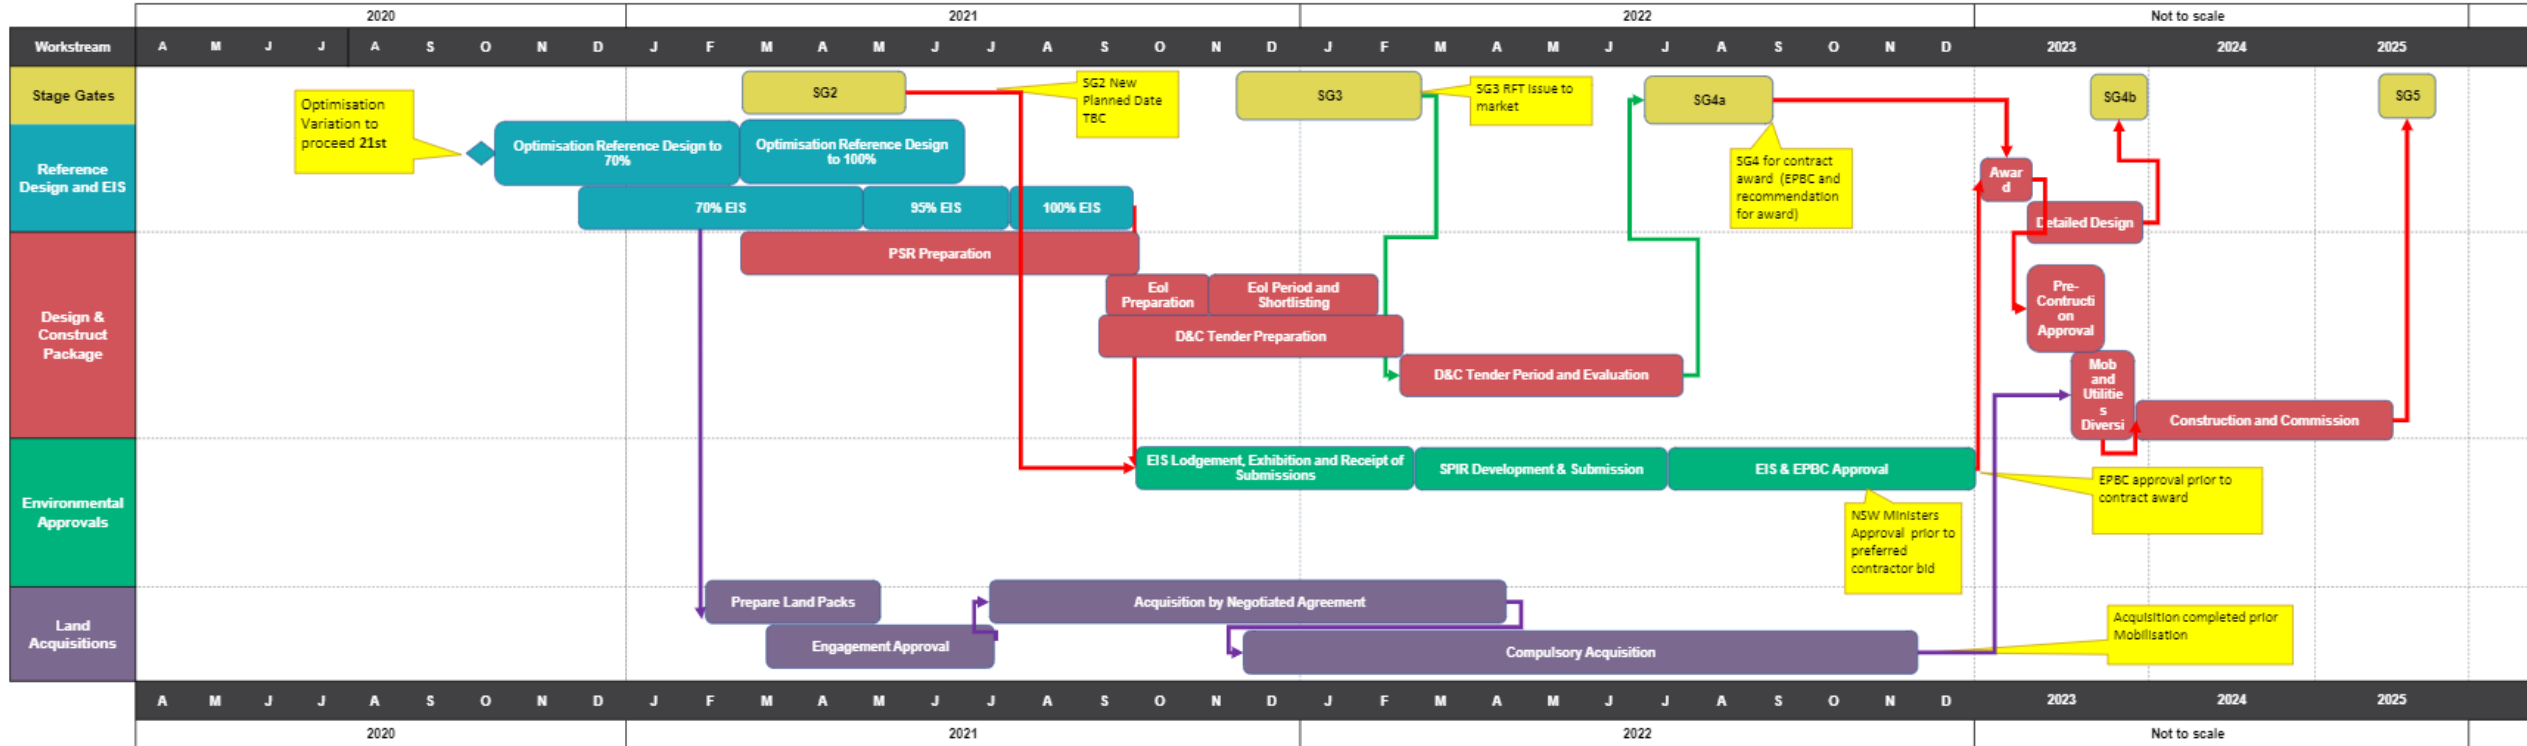 2020 2021 2022 Not to scale
Workstream A M J J A S O N D J F M A M J J A S O N D J F M A M J J A S O N D 2023 2024 2025
Stage Gates
SG2
SG2 New
Planned Date
TBC
SG3
SG3 RFT Issue to
market
SG4a
SG4b
SG5
Optimisation
Variation to
proceed 21st
SG4 for contract
award (EPBC and
recommendation
for award)
Reference
Design and EIS
Optimisation Reference Design to
70%
Optimisation Reference Design
to 100%
70% EIS
95% EIS
100% EIS
Awar
d
Detailed Design
Design &
Construct
Package
PSR Preparation
EoI
Preparation
EoI Period and
Shortlisting
D&C Tender Preparation
D&C Tender Period and Evaluation
Pre-
Contructi
on
Approval
Mob
and
Utilitie
s
Diversi
Construction and Commission
Environmental
Approvals
EIS Lodgement, Exhibition and Receipt of
Submissions
SPIR Development & Submission
EIS & EPBC Approval
EPBC approval prior to
contract award
NSW Ministers
Approval prior to
preferred
contractor bid
Land
Acquisitions
Prepare Land Packs
Engagement Approval
Acquisition by Negotiated Agreement
Compulsory Acquisition
Acquisition completed prior
Mobilisation
A M J J A S O N D J F M A M J J A S O N D J F M A M J J A S O N D 2023 2024 2025
2020 2021 2022 Not to scale